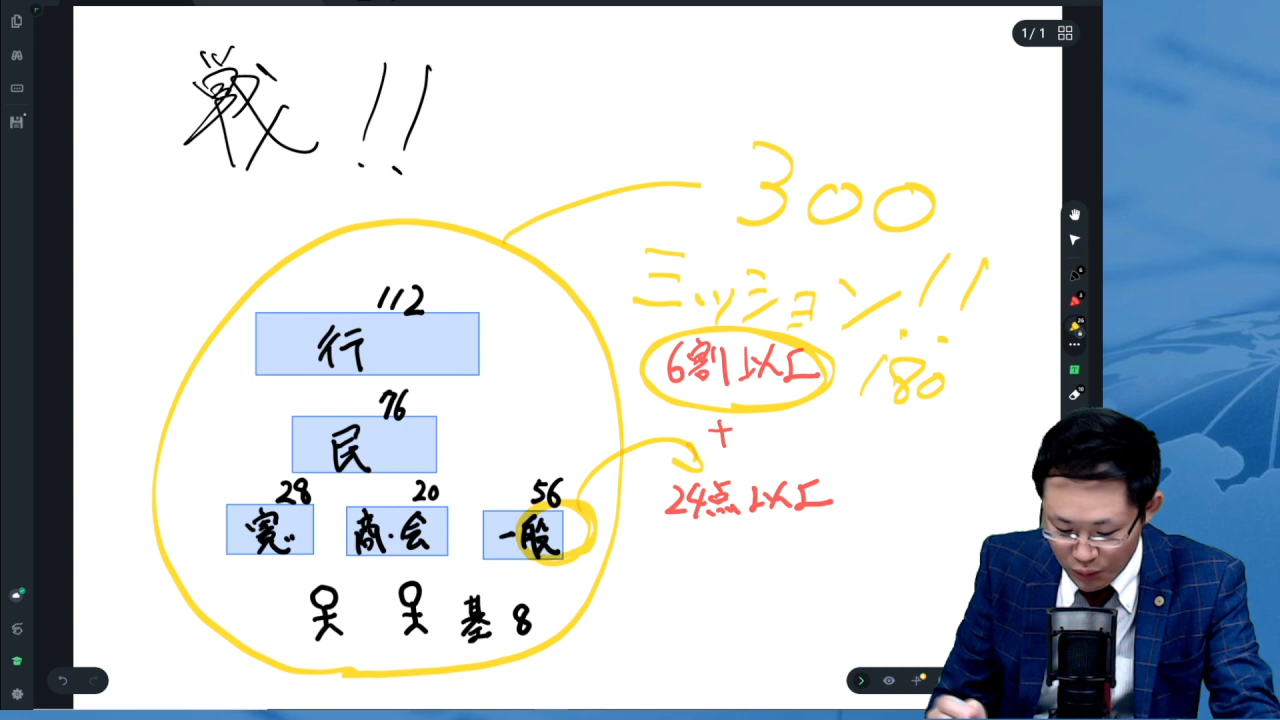 戦!!
1/1
300
ミッション!!
112
行
6割以上
180
76
民
+
28
20
56
24点以上
憲
商・会
一般
基 8